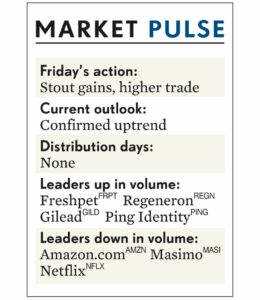 MARKET PULSE
Friday's action:
Stout gains, higher trade
Current outlook:
Confirmed uptrend
Distribution days:
None
Leaders up in volume:
Freshpet FRPT Regeneron REGN
Gilead GILD Ping Identity PING
Leaders down in volume:
Amazon.com AMZN Masimo MASI
Netflix NFLX